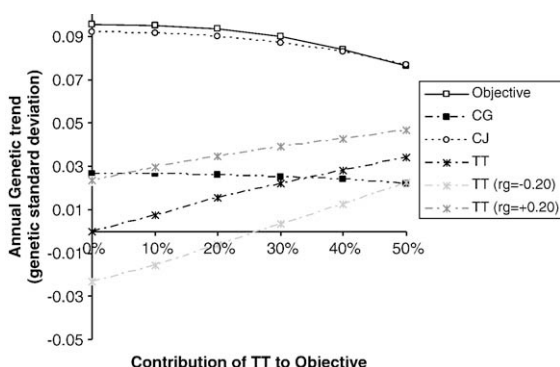 Annual Genetic trend
(genetic standard deviation)
0.09
0.07
0.05
0.03
0.01
-0.01
-0.03
-0.05
0%
10%
20%
30%
40%
50%
Contribution of TT to Objective
Objective
CG
CJ
TT
TT (rg=-0.20)
TT (rg=+0.20)